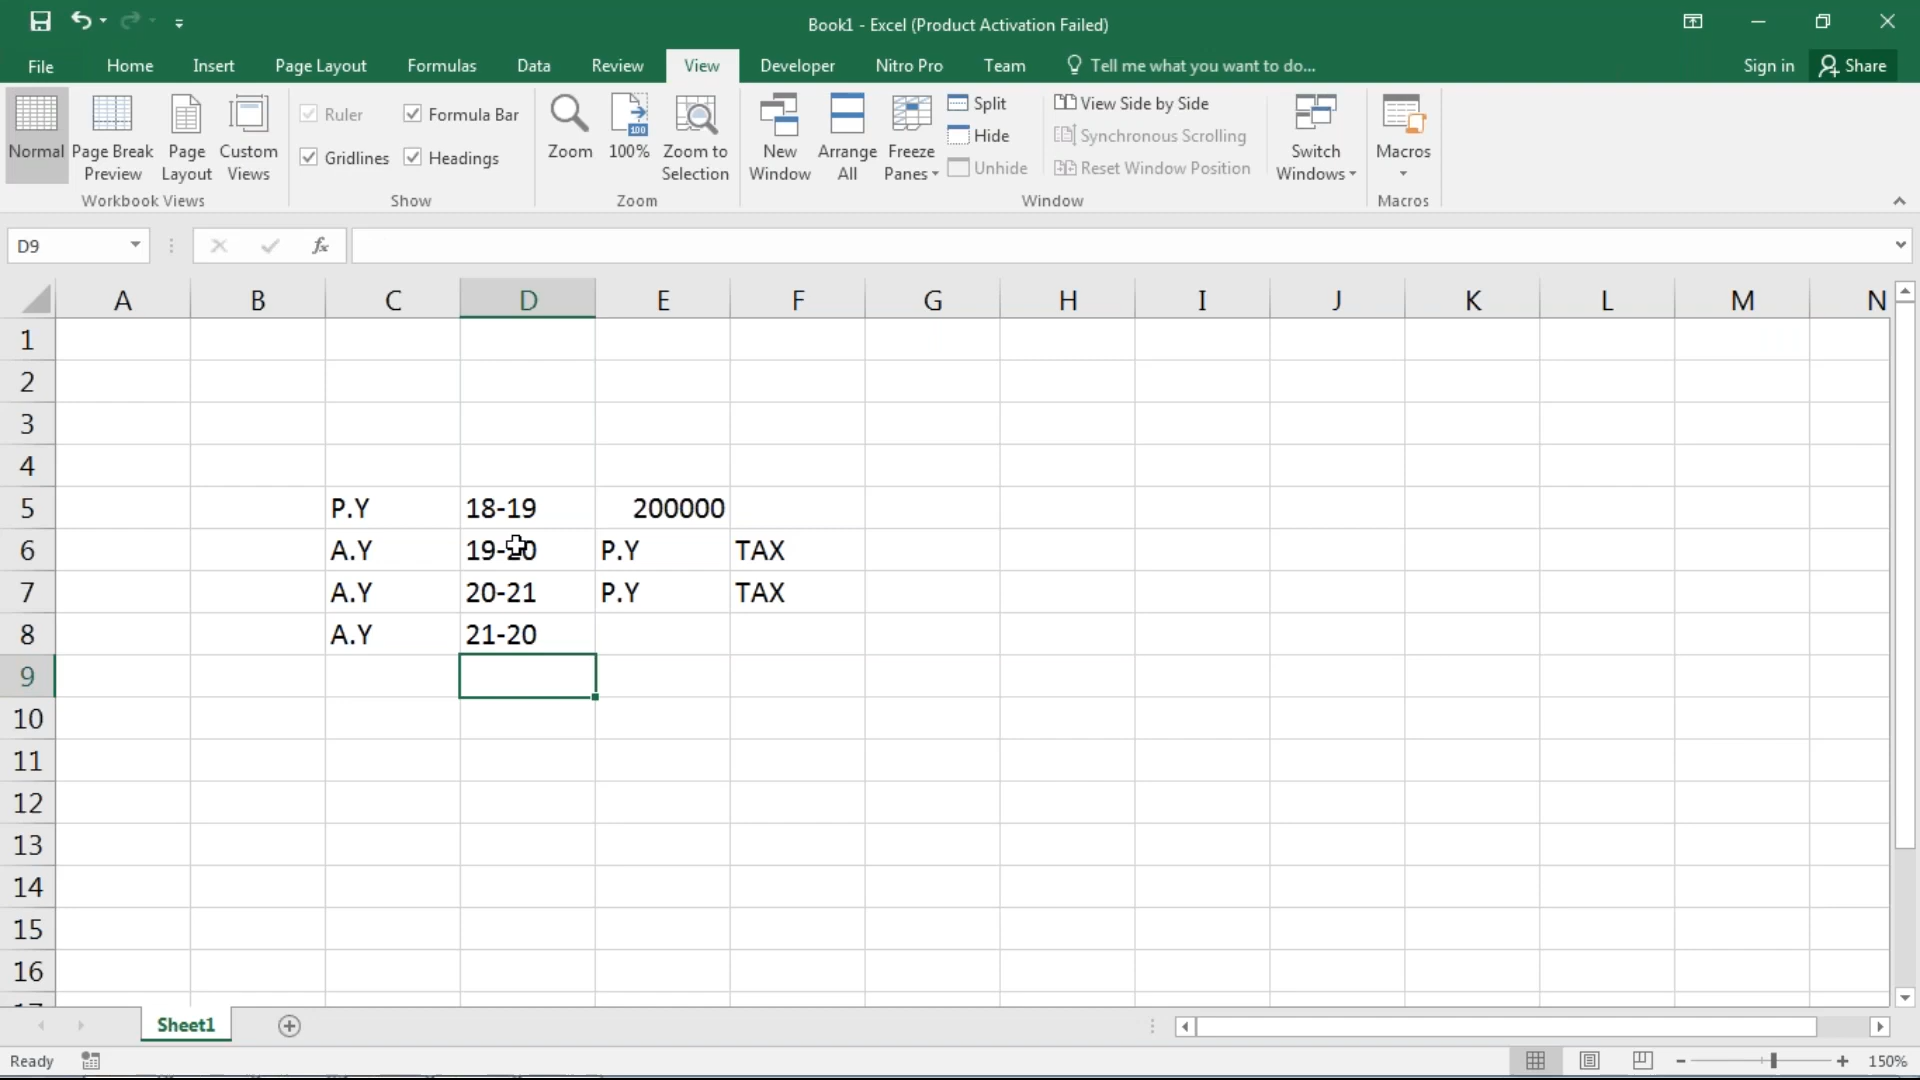 Book1 - Excel (Product Activation Failed)
File Home Insert Page Layout Formulas Data Review View Developer Nitro Pro Team Tell me what you want to do... Sign in Share
Normal
Page Break Preview
Page Layout
Custom Views
Workbook Views
Ruler
Formula Bar
Gridlines
Headings
Show
Zoom
100
100%
Zoom to Selection
Zoom
New Window
Arrange All
Freeze Panes
Split
Hide
Unhide
View Side by Side
Synchronous Scrolling
Reset Window Position
Switch Windows
Window
Macros
Macros
D9 fx
A B C D E F G H I J K L M N
1
2
3
4
5 P.Y 18-19 200000
6 A.Y 19-20 P.Y TAX
7 A.Y 20-21 P.Y TAX
8 A.Y 21-20
9
10
11
12
13
14
15
16
Sheet1
Ready 150%